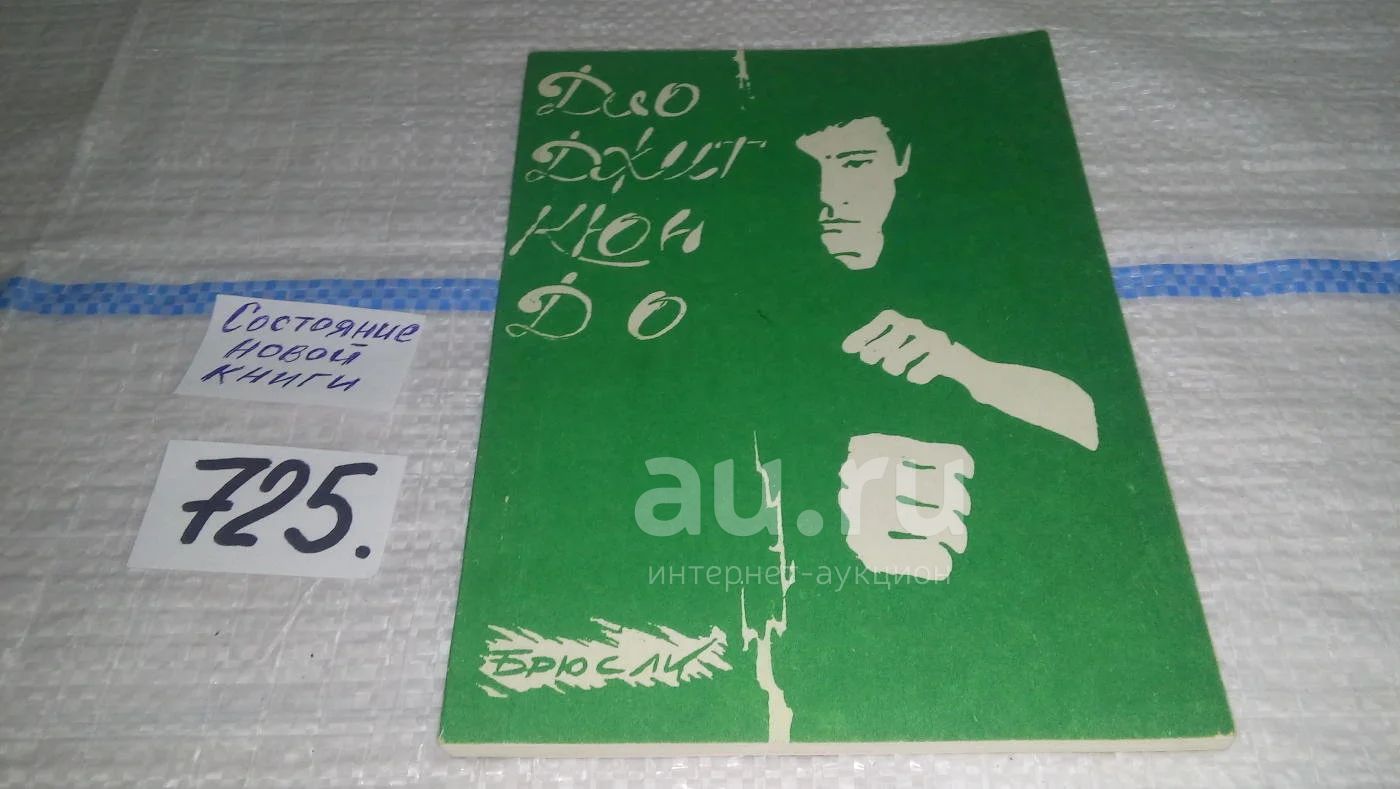 Дао
Джит
Кюн
До
Брюс Ли
Состояние
новой
книги
725.
au.ru
интернет-аукцион